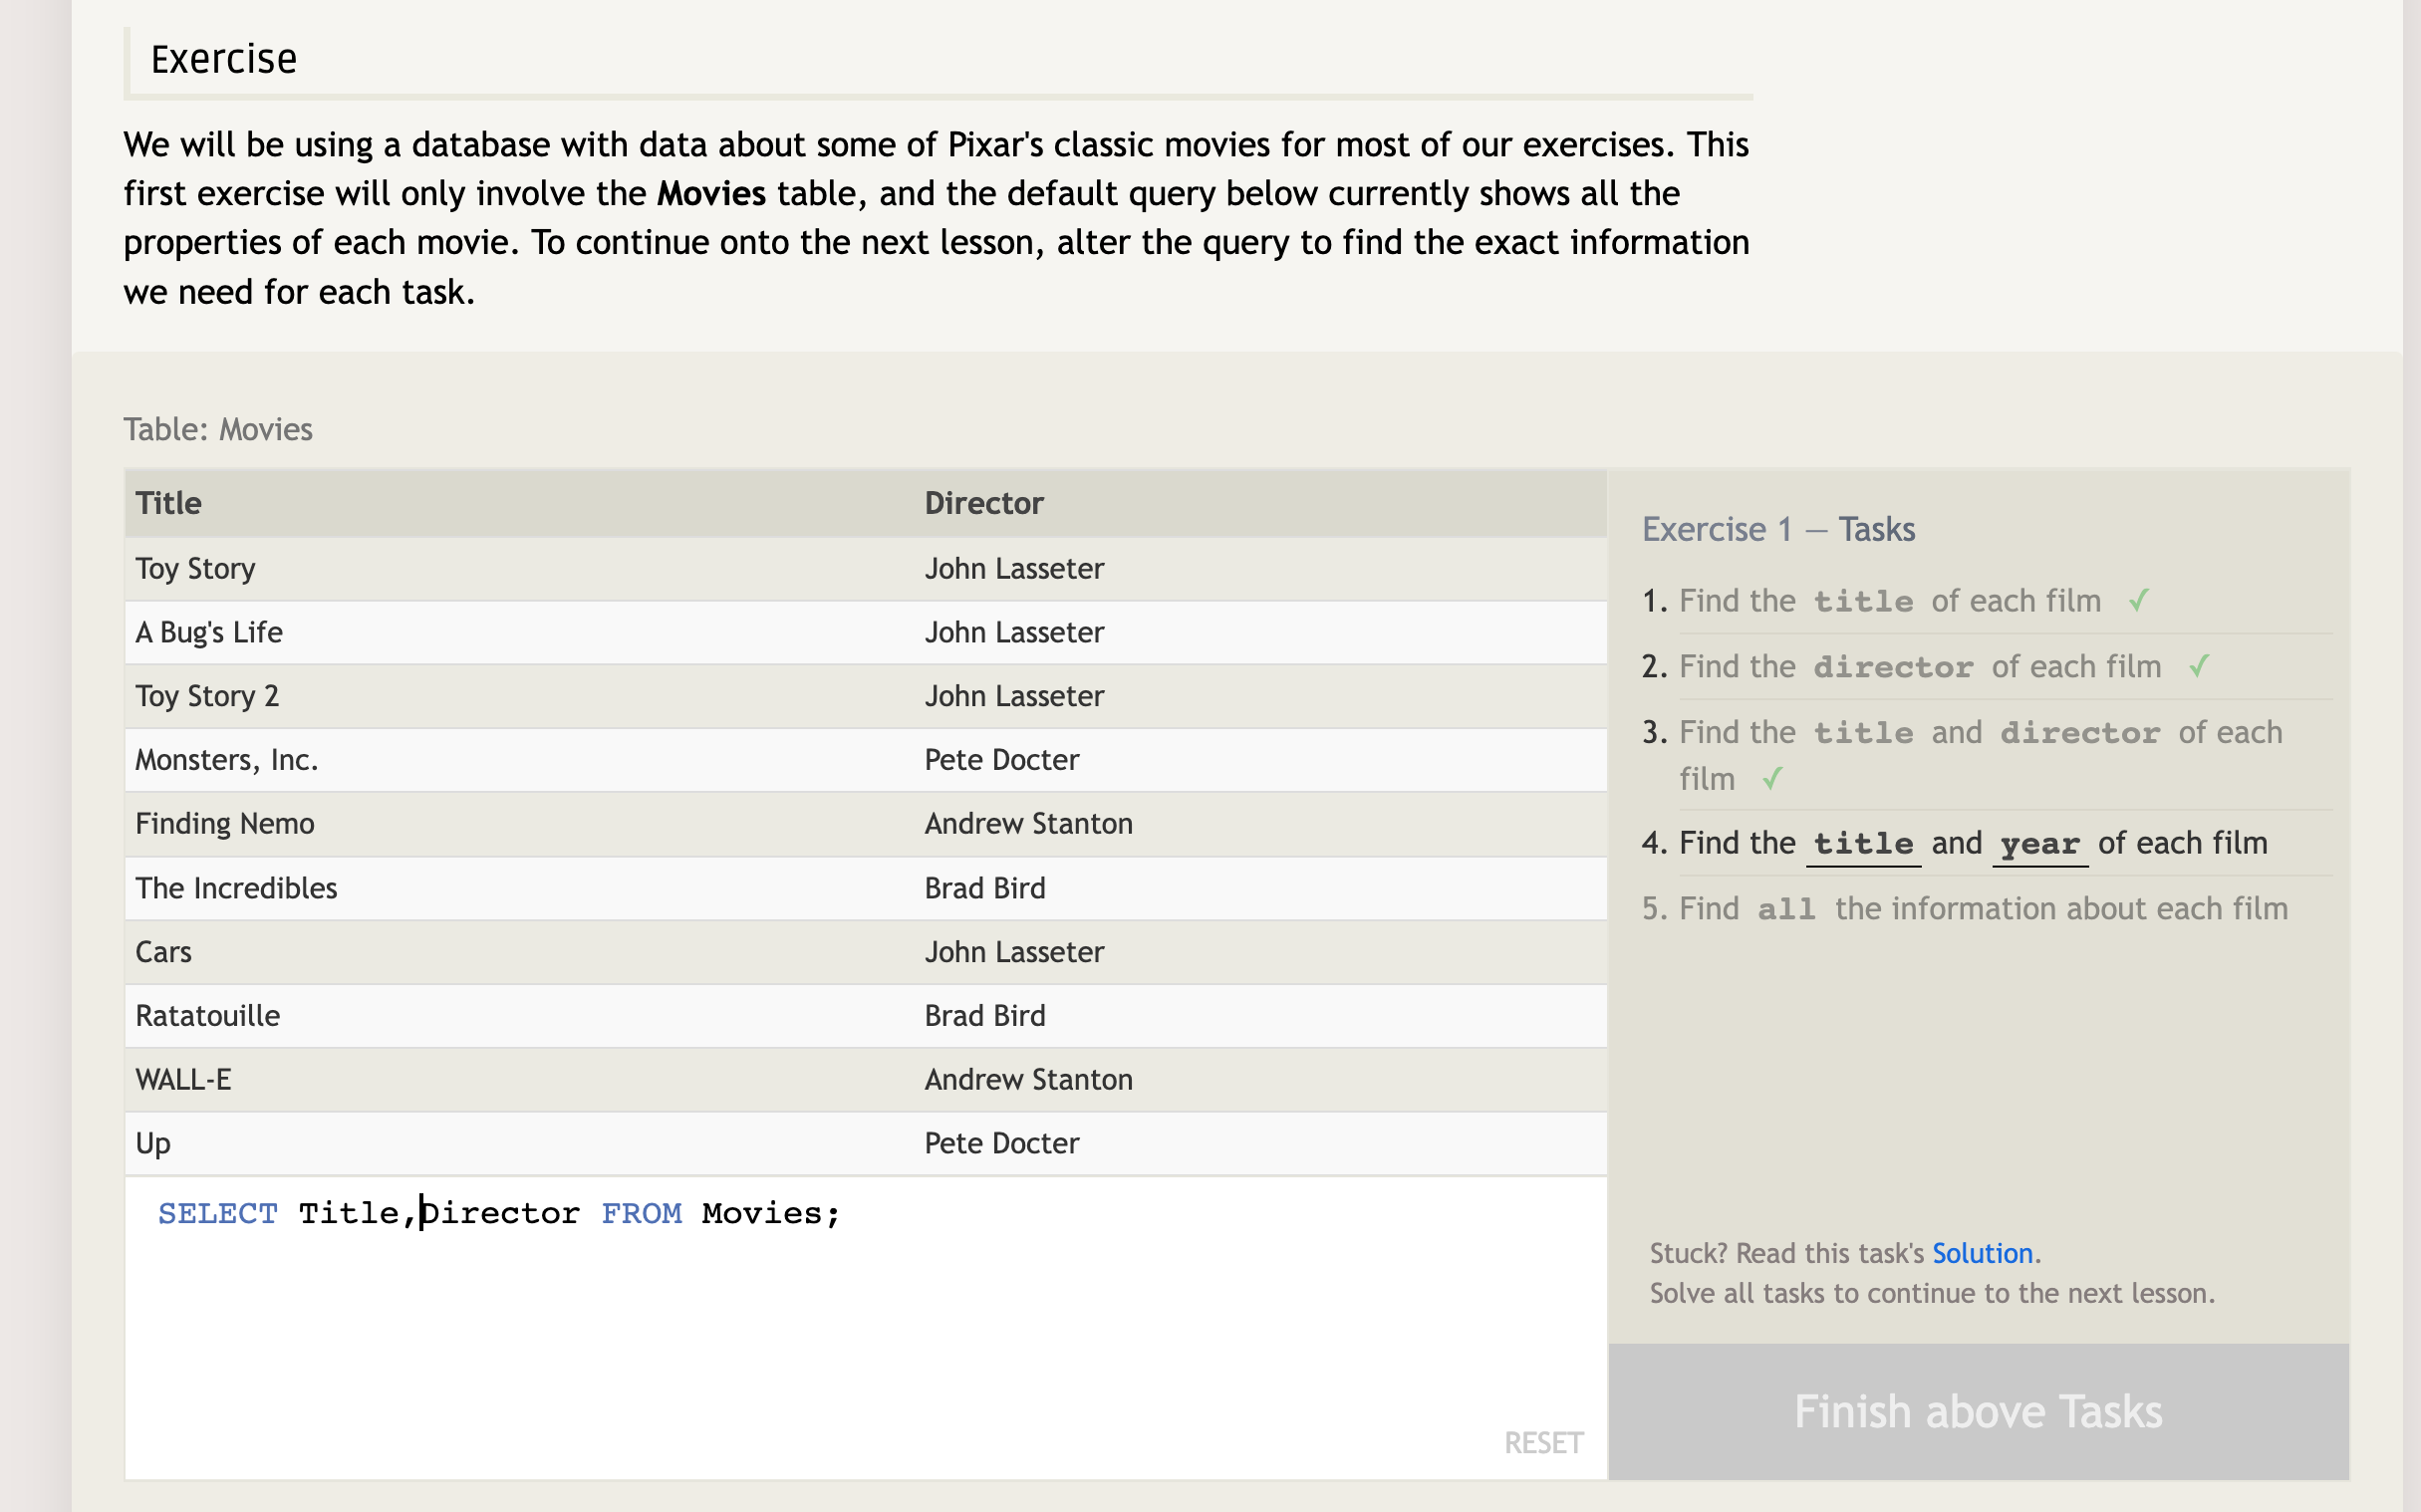 Exercise
We will be using a database with data about some of Pixar's classic movies for most of our exercises. This
first exercise will only involve the Movies table, and the default query below currently shows all the
properties of each movie. To continue onto the next lesson, alter the query to find the exact information
we need for each task.
Table: Movies
Title Director
Toy Story John Lasseter
A Bug's Life John Lasseter
Toy Story 2 John Lasseter
Monsters, Inc. Pete Docter
Finding Nemo Andrew Stanton
The Incredibles Brad Bird
Cars John Lasseter
Ratatouille Brad Bird
WALL-E Andrew Stanton
Up Pete Docter
SELECT Title,Director FROM Movies;
RESET
Exercise 1 — Tasks
1. Find the title of each film ✓
2. Find the director of each film ✓
3. Find the title and director of each
film ✓
4. Find the title and year of each film
5. Find all the information about each film
Stuck? Read this task's Solution.
Solve all tasks to continue to the next lesson.
Finish above Tasks